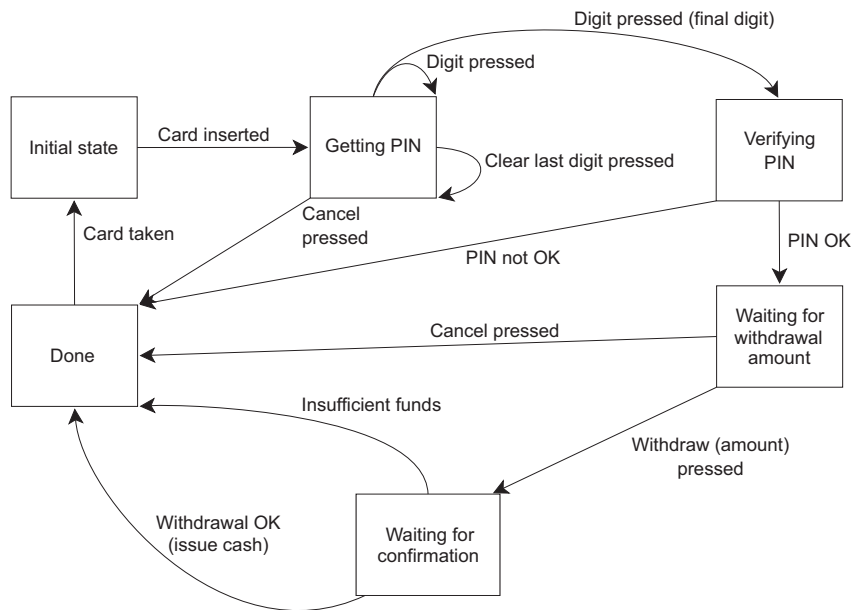 Digit pressed (final digit)
Digit pressed
Initial state
Card inserted
Getting PIN
Clear last digit pressed
Verifying
PIN
Card taken
Cancel
pressed
PIN not OK
PIN OK
Done
Cancel pressed
Waiting for
withdrawal
amount
Insufficient funds
Withdraw (amount)
pressed
Withdrawal OK
(issue cash)
Waiting for
confirmation